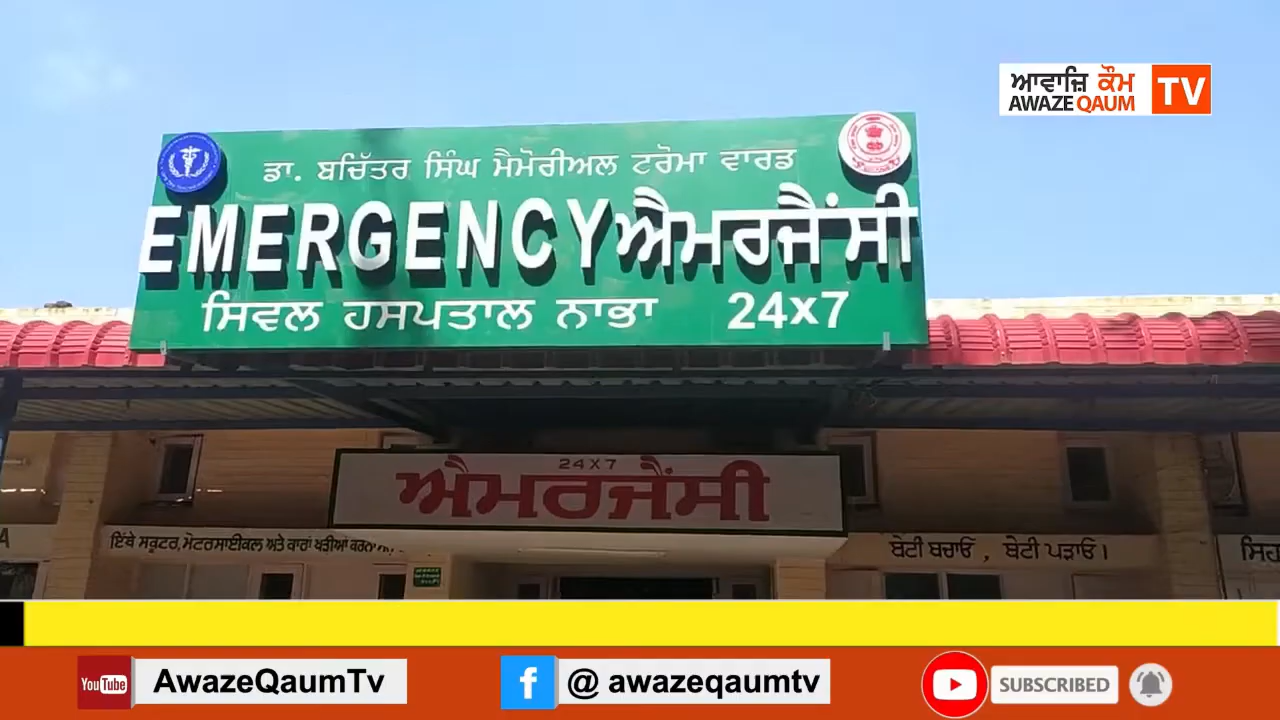 ਆਵਾਜ਼ਿ ਕੌਮ
AWAZE QAUM TV
ਡਾ. ਬਚਿੱਤਰ ਸਿੰਘ ਮੈਮੋਰੀਅਲ ਟਰੋਮਾ ਵਾਰਡ
EMERGENCY ਐਮਰਜੈਂਸੀ
ਸਿਵਲ ਹਸਪਤਾਲ ਨਾਭਾ 24x7
24X7
ਐਮਰਜੈਂਸੀ
ਇੱਥੇ ਸਕੂਟਰ, ਮੋਟਰਸਾਈਕਲ ਅਤੇ ਕਾਰਾਂ ਖੜੀਆਂ
ਬੇਟੀ ਬਚਾਓ , ਬੇਟੀ ਪੜਾਓ।
YouTube AwazeQaumTv
f @ awazeqaumtv
SUBSCRIBED